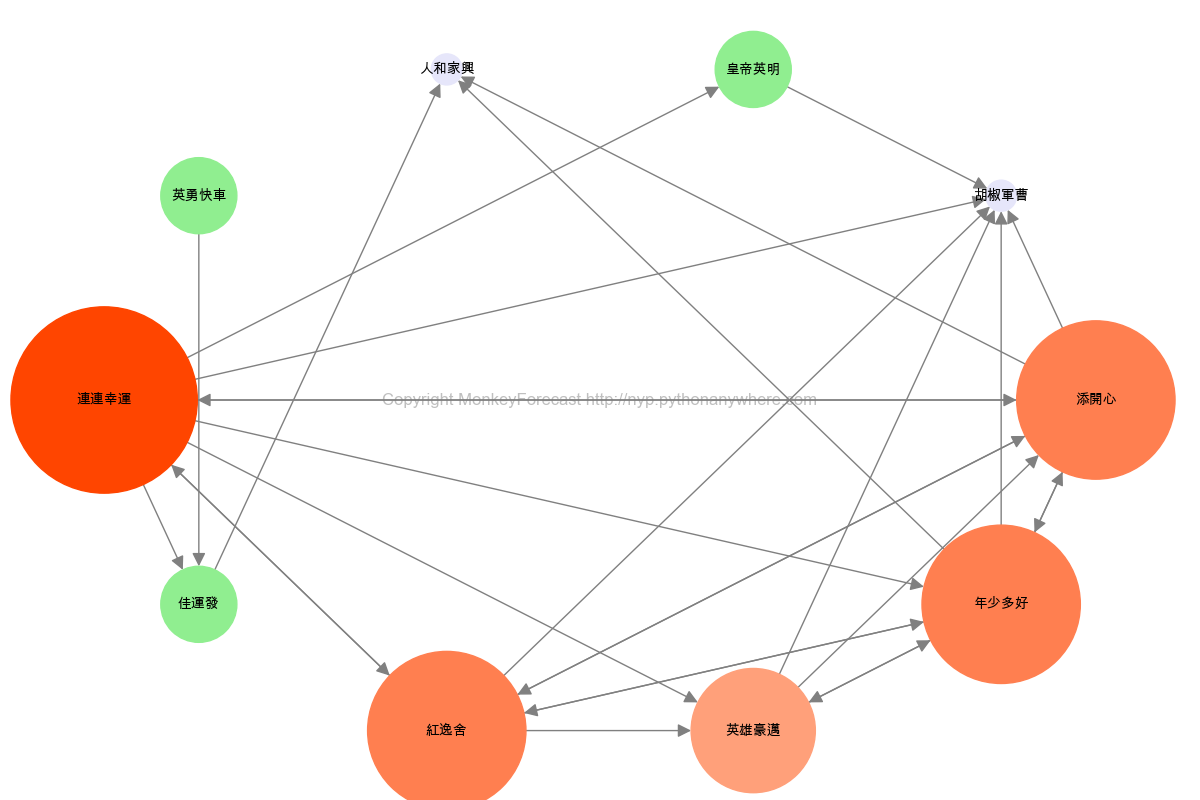 人和家興
皇帝英明
英勇快車
胡椒軍曹
連連幸運
Copyright MonkeyForecast http://nyp.pythonanywhere.com
添開心
佳運發
年少多好
紅逸舍
英雄豪邁